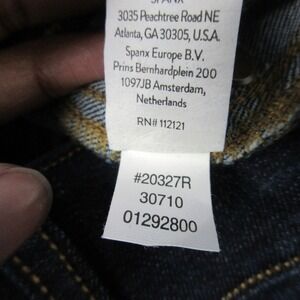 SPANX
3035 Peachtree Road NE
Atlanta, GA 30305, U.S.A.
Spanx Europe B.V.
Prins Bernhardplein 200
1097JB Amsterdam,
Netherlands
RN# 112121
#20327R
30710
01292800